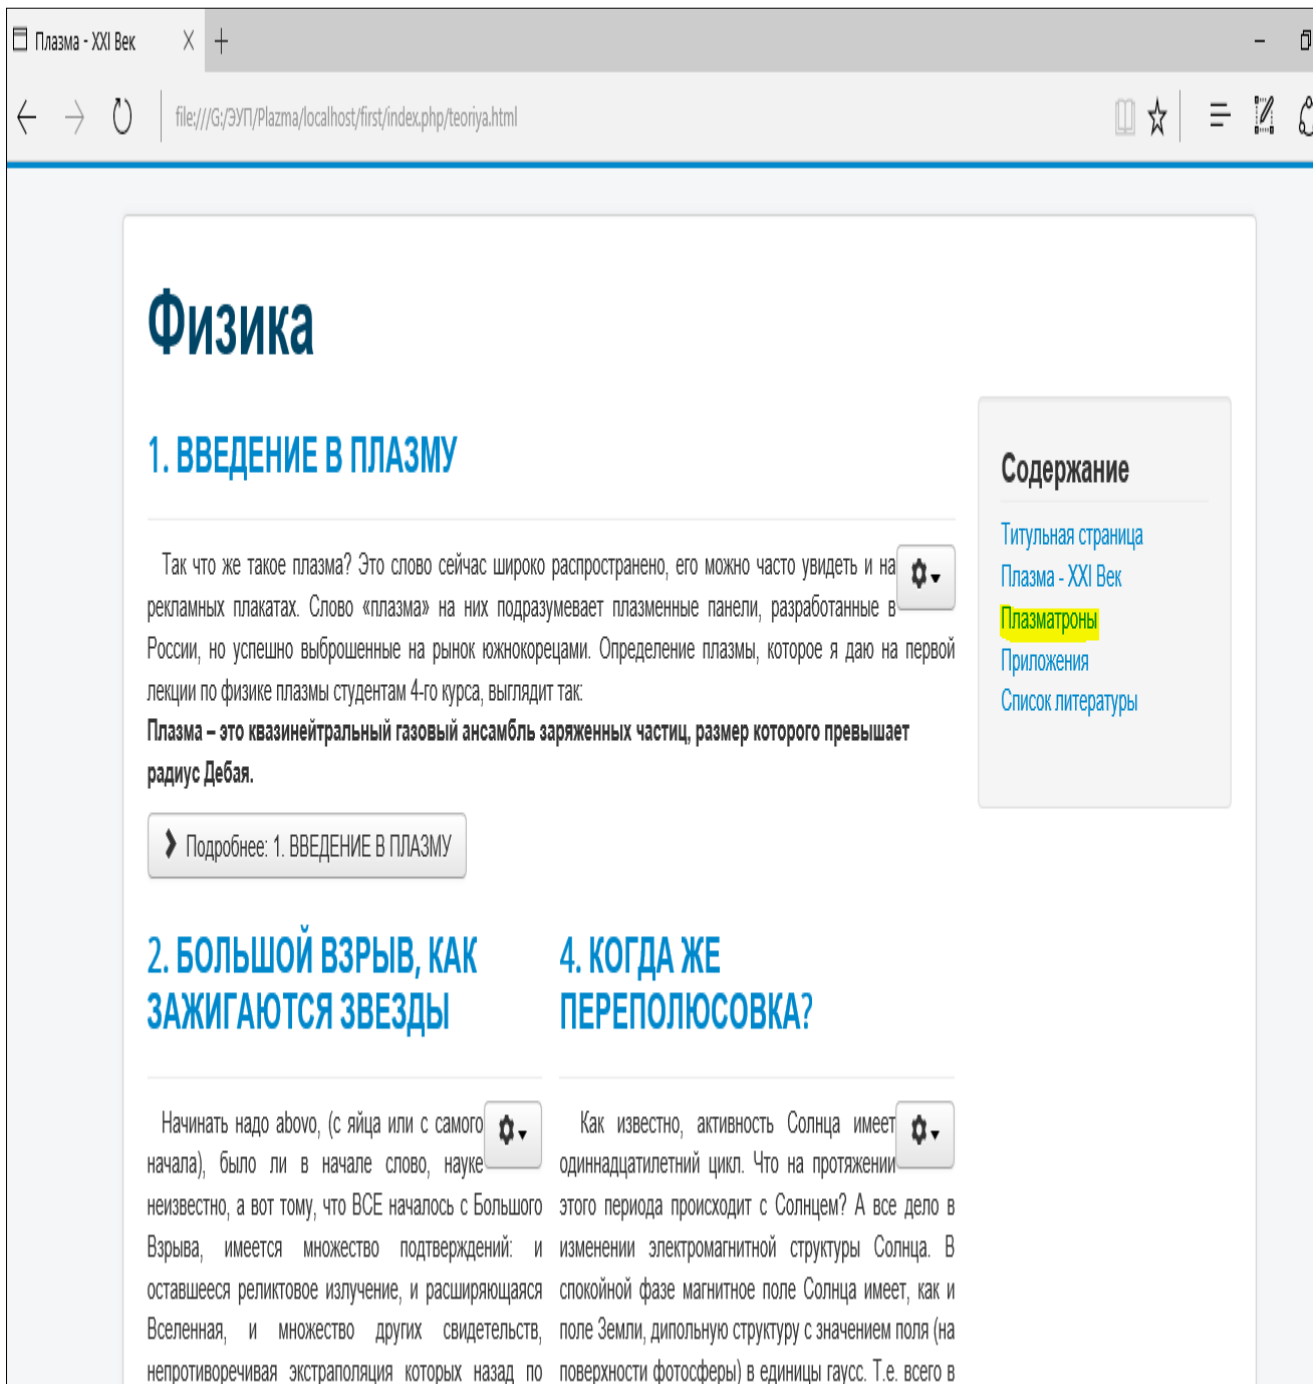 Плазма - XXI Век
file:///G:/ЭУП/Plazma/localhost/first/index.php/teoriya.html
Физика
1. ВВЕДЕНИЕ В ПЛАЗМУ
Так что же такое плазма? Это слово сейчас широко распространено, его можно часто увидеть и на
рекламных плакатах. Слово «плазма» на них подразумевает плазменные панели, разработанные в
России, но успешно выброшенные на рынок южнокорецами. Определение плазмы, которое я даю на первой
лекции по физике плазмы студентам 4-го курса, выглядит так:
Плазма – это квазинейтральный газовый ансамбль заряженных частиц, размер которого превышает
радиус Дебая.
Подробнее: 1. ВВЕДЕНИЕ В ПЛАЗМУ
2. БОЛЬШОЙ ВЗРЫВ, КАК
ЗАЖИГАЮТСЯ ЗВЕЗДЫ
Начинать надо abovo, (с яйца или с самого
начала), было ли в начале слово, науке
неизвестно, а вот тому, что ВСЕ началось с Большого
Взрыва, имеется множество подтверждений: и
оставшееся реликтовое излучение, и расширяющаяся
Вселенная, и множество других свидетельств,
непротиворечивая экстраполяция которых назад по
4. КОГДА ЖЕ
ПЕРЕПОЛЮСОВКА?
Как известно, активность Солнца имеет
одиннадцатилетний цикл. Что на протяжении
этого периода происходит с Солнцем? А все дело в
изменении электромагнитной структуры Солнца. В
спокойной фазе магнитное поле Солнца имеет, как и
поле Земли, дипольную структуру с значением поля (на
поверхности фотосферы) в единицы гаусс. Т.е. всего в
Содержание
Титульная страница
Плазма - XXI Век
Плазматроны
Приложения
Список литературы